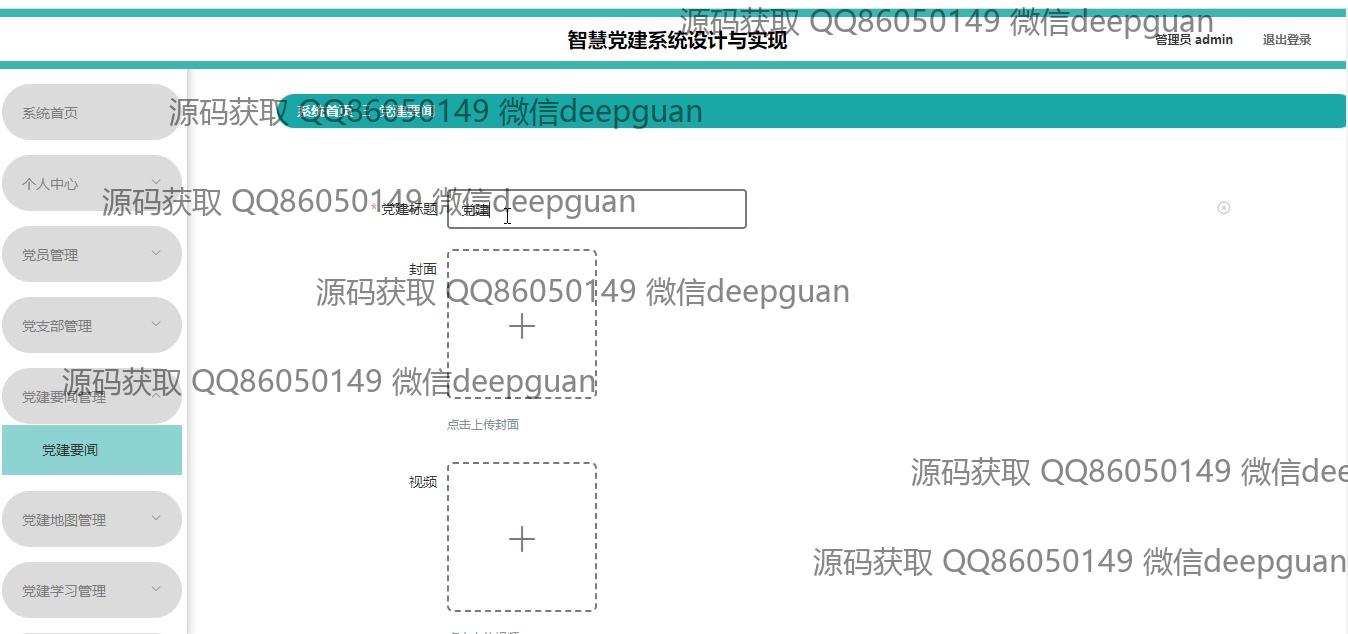 源码获取 QQ86050149 微信deepguan
智慧党建系统设计与实现
管理员 admin
退出登录
系统首页
源码获取 QQ86050149 微信deepguan
系统首页
党建要闻
个人中心
源码获取 QQ86050149 微信deepguan
*党建标题
党建
党员管理
封面
源码获取 QQ86050149 微信deepguan
党支部管理
源码获取 QQ86050149 微信deepguan
党建要闻管理
点击上传封面
党建要闻
源码获取 QQ86050149 微信dee
视频
党建地图管理
源码获取 QQ86050149 微信deepguan
党建学习管理